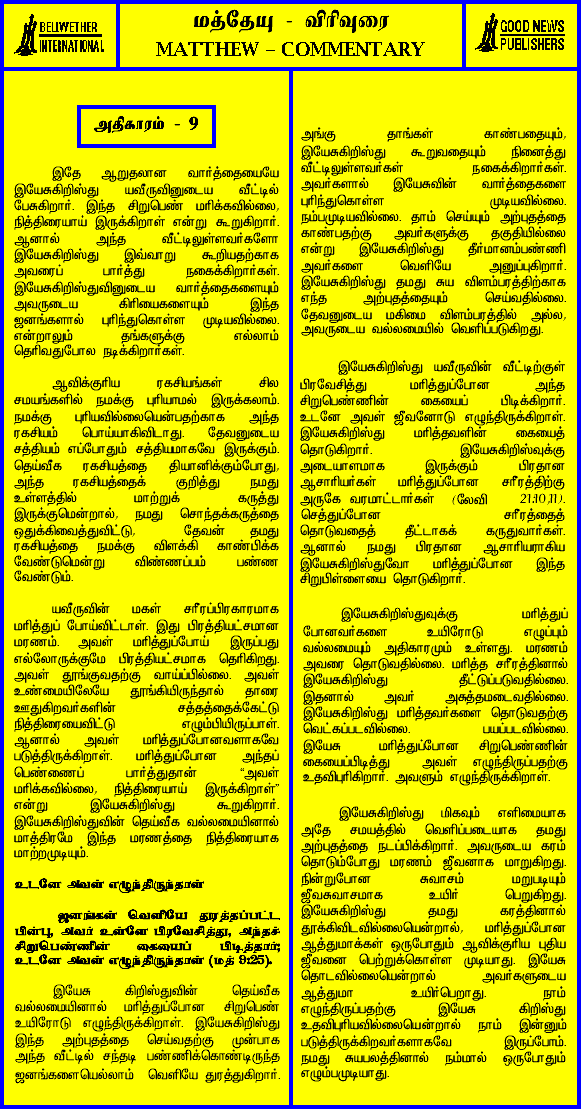 BELIWETHER
INTERNATIONAL
மத்தேயு - விரிவுரை
MATTHEW – COMMENTARY
GOOD NEWS
PUBLISHERS
அதிகாரம் - 9
இதே ஆறுதலான வார்த்தையையே
இயேசுகிறிஸ்து யவீருவினுடைய வீட்டில்
பேசுகிறார். இந்த சிறுபெண் மரிக்கவில்லை,
நித்திரையாய் இருக்கிறாள் என்று கூறுகிறார்.
ஆனால் அந்த வீட்டிலுள்ளவர்களோ
இயேசுகிறிஸ்து இவ்வாறு கூறியதற்காக
அவரைப் பார்த்து நகைக்கிறார்கள்.
இயேசுகிறிஸ்துவினுடைய வார்த்தைகளையும்
அவருடைய கிரியைகளையும் இந்த
ஜனங்களால் புரிந்துகொள்ள முடியவில்லை.
என்றாலும் தங்களுக்கு எல்லாம்
தெரிவதுபோல நடிக்கிறார்கள்.
ஆவிக்குரிய ரகசியங்கள் சில
சமயங்களில் நமக்கு புரியாமல் இருக்கலாம்.
நமக்கு புரியவில்லையென்பதற்காக அந்த
ரகசியம் பொய்யாகிவிடாது. தேவனுடைய
சத்தியம் எப்போதும் சத்தியமாகவே இருக்கும்.
தெய்வீக ரகசியத்தை தியானிக்கும்போது,
அந்த ரகசியத்தைக் குறித்து நமது
உள்ளத்தில் மாற்றுக் கருத்து
இருக்குமென்றால், நமது சொந்தக்கருத்தை
ஒதுக்கிவைத்துவிட்டு, தேவன் தமது
ரகசியத்தை நமக்கு விளக்கி காண்பிக்க
வேண்டுமென்று விண்ணப்பம் பண்ண
வேண்டும்.
யவீருவின் மகள் சரீரப்பிரகாரமாக
மரித்துப் போய்விட்டாள். இது பிரத்தியட்சமான
மரணம். அவள் மரித்துப்போய் இருப்பது
எல்லோருக்குமே பிரத்தியட்சமாக தெரிகிறது.
அவள் தூங்குவதற்கு வாய்ப்பில்லை. அவள்
உண்மையிலேயே தூங்கியிருந்தால் தாரை
ஊதுகிறவர்களின் சத்தத்தைக்கேட்டு
நித்திரையைவிட்டு எழும்பியிருப்பாள்.
ஆனால் அவள் மரித்துப்போனவளாகவே
படுத்திருக்கிறாள். மரித்துப்போன அந்தப்
பெண்ணைப் பார்த்துதான் “அவள்
மரிக்கவில்லை, நித்திரையாய் இருக்கிறாள்”
என்று இயேசுகிறிஸ்து கூறுகிறார்.
இயேசுகிறிஸ்துவின் தெய்வீக வல்லமையினால்
மாத்திரமே இந்த மரணத்தை நித்திரையாக
மாற்றமுடியும்.
உடனே அவள் எழுந்திருந்தாள்
ஜனங்கள் வெளியே துரத்தப்பட்ட
பின்பு, அவர் உள்ளே பிரவேசித்து, அந்தச்
சிறுபெண்ணின் கையைப் பிடித்தார்;
உடனே அவள் எழுந்திருந்தாள் (மத் 9:25).
இயேசு கிறிஸ்துவின் தெய்வீக
வல்லமையினால் மரித்துப்போன சிறுபெண்
உயிரோடு எழுந்திருக்கிறாள். இயேசுகிறிஸ்து
இந்த அற்புதத்தை செய்வதற்கு முன்பாக
அந்த வீட்டில் சந்தடி பண்ணிக்கொண்டிருந்த
ஜனங்களையெல்லாம் வெளியே துரத்துகிறார்.
அங்கு தாங்கள் காண்பதையும்,
இயேசுகிறிஸ்து கூறுவதையும் நினைத்து
வீட்டிலுள்ளவர்கள் நகைக்கிறார்கள்.
அவர்களால் இயேசுவின் வார்த்தைகளை
புரிந்துகொள்ள முடியவில்லை.
நம்பமுடியவில்லை. தாம் செய்யும் அற்புதத்தை
காண்பதற்கு அவர்களுக்கு தகுதியில்லை
என்று இயேசுகிறிஸ்து தீர்மானம்பண்ணி
அவர்களை வெளியே அனுப்புகிறார்.
இயேசுகிறிஸ்து தமது சுய விளம்பரத்திற்காக
எந்த அற்புதத்தையும் செய்வதில்லை.
தேவனுடைய மகிமை விளம்பரத்தில் அல்ல,
அவருடைய வல்லமையில் வெளிப்படுகிறது.
இயேசுகிறிஸ்து யவீருவின் வீட்டிற்குள்
பிரவேசித்து மரித்துப்போன அந்த
சிறுபெண்ணின் கையைப் பிடிக்கிறார்.
உடனே அவள் ஜீவனோடு எழுந்திருக்கிறாள்.
இயேசுகிறிஸ்து மரித்தவளின் கையைத்
தொடுகிறார். இயேசுகிறிஸ்வுக்கு
அடையாளமாக இருக்கும் பிரதான
ஆசாரியர்கள் மரித்துப்போன சரீரத்திற்கு
அருகே வரமாட்டார்கள் (லேவி 21:10,11).
செத்துப்போன சரீரத்தைத்
தொடுவதைத் தீட்டாகக் கருதுவார்கள்.
ஆனால் நமது பிரதான ஆசாரியராகிய
இயேசுகிறிஸ்துவோ மரித்துப்போன இந்த
சிறுபிள்ளையை தொடுகிறார்.
இயேசுகிறிஸ்துவுக்கு மரித்துப்
போனவர்களை உயிரோடு எழுப்பும்
வல்லமையும் அதிகாரமும் உள்ளது. மரணம்
அவரை தொடுவதில்லை. மரித்த சரீரத்தினால்
இயேசுகிறிஸ்து தீட்டுப்படுவதில்லை.
இதனால் அவர் அசுத்தமடைவதில்லை.
இயேசுகிறிஸ்து மரித்தவர்களை தொடுவதற்கு
வெட்கப்படவில்லை. பயப்படவில்லை.
இயேசு மரித்துப்போன சிறுபெண்ணின்
கையைப்பிடித்து அவள் எழுந்திருப்பதற்கு
உதவிபுரிகிறார். அவளும் எழுந்திருக்கிறாள்.
இயேசுகிறிஸ்து மிகவும் எளிமையாக
அதே சமயத்தில் வெளிப்படையாக தமது
அற்புதத்தை நடப்பிக்கிறார். அவருடைய கரம்
தொடும்போது மரணம் ஜீவனாக மாறுகிறது.
நின்றுபோன சுவாசம் மறுபடியும்
ஜீவசுவாசமாக உயிர் பெறுகிறது.
இயேசுகிறிஸ்து தமது கரத்தினால்
தூக்கிவிடவில்லையென்றால், மரித்துப்போன
ஆத்துமாக்கள் ஒருபோதும் ஆவிக்குரிய புதிய
ஜீவனை பெற்றுக்கொள்ள முடியாது. இயேசு
தொடவில்லையென்றால் அவர்களுடைய
ஆத்துமா உயிர்பெறாது. நாம்
எழுந்திருப்பதற்கு இயேசு கிறிஸ்து
உதவிபுரியவில்லையென்றால் நாம் இன்னும்
படுத்திருக்கிறவர்களாகவே இருப்போம்.
நமது சுயபலத்தினால் நம்மால் ஒருபோதும்
எழும்பமுடியாது.